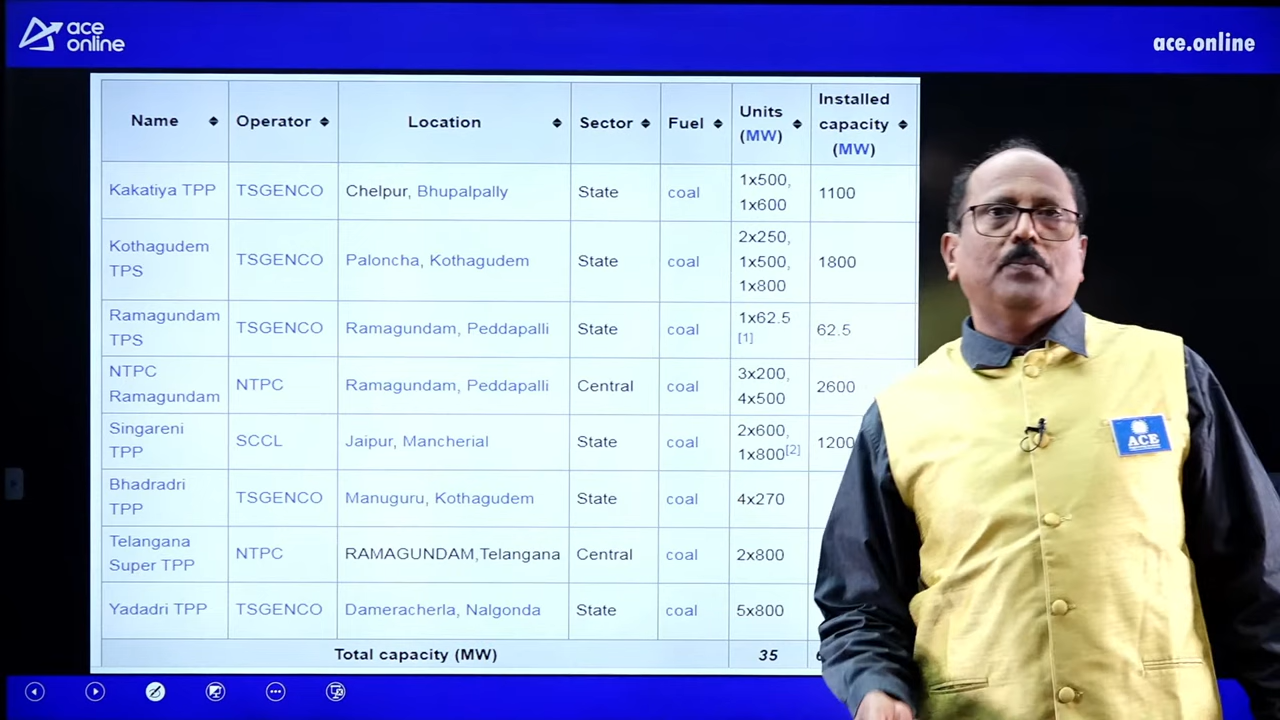 ace
online
ace.online
Name Operator Location Sector Fuel Units (MW) Installed capacity (MW)
Kakatiya TPP TSGENCO Chelpur, Bhupalpally State coal 1x500, 1x600 1100
Kothagudem TPS TSGENCO Paloncha, Kothagudem State coal 2x250, 1x500, 1x800 1800
Ramagundam TPS TSGENCO Ramagundam, Peddapalli State coal 1x62.5 [1] 62.5
NTPC Ramagundam NTPC Ramagundam, Peddapalli Central coal 3x200, 4x500 2600
Singareni TPP SCCL Jaipur, Mancherial State coal 2x600, 1x800[2] 1200
Bhadradri TPP TSGENCO Manuguru, Kothagudem State coal 4x270
Telangana Super TPP NTPC RAMAGUNDAM,Telangana Central coal 2x800
Yadadri TPP TSGENCO Dameracherla, Nalgonda State coal 5x800
Total capacity (MW) 35
ACE